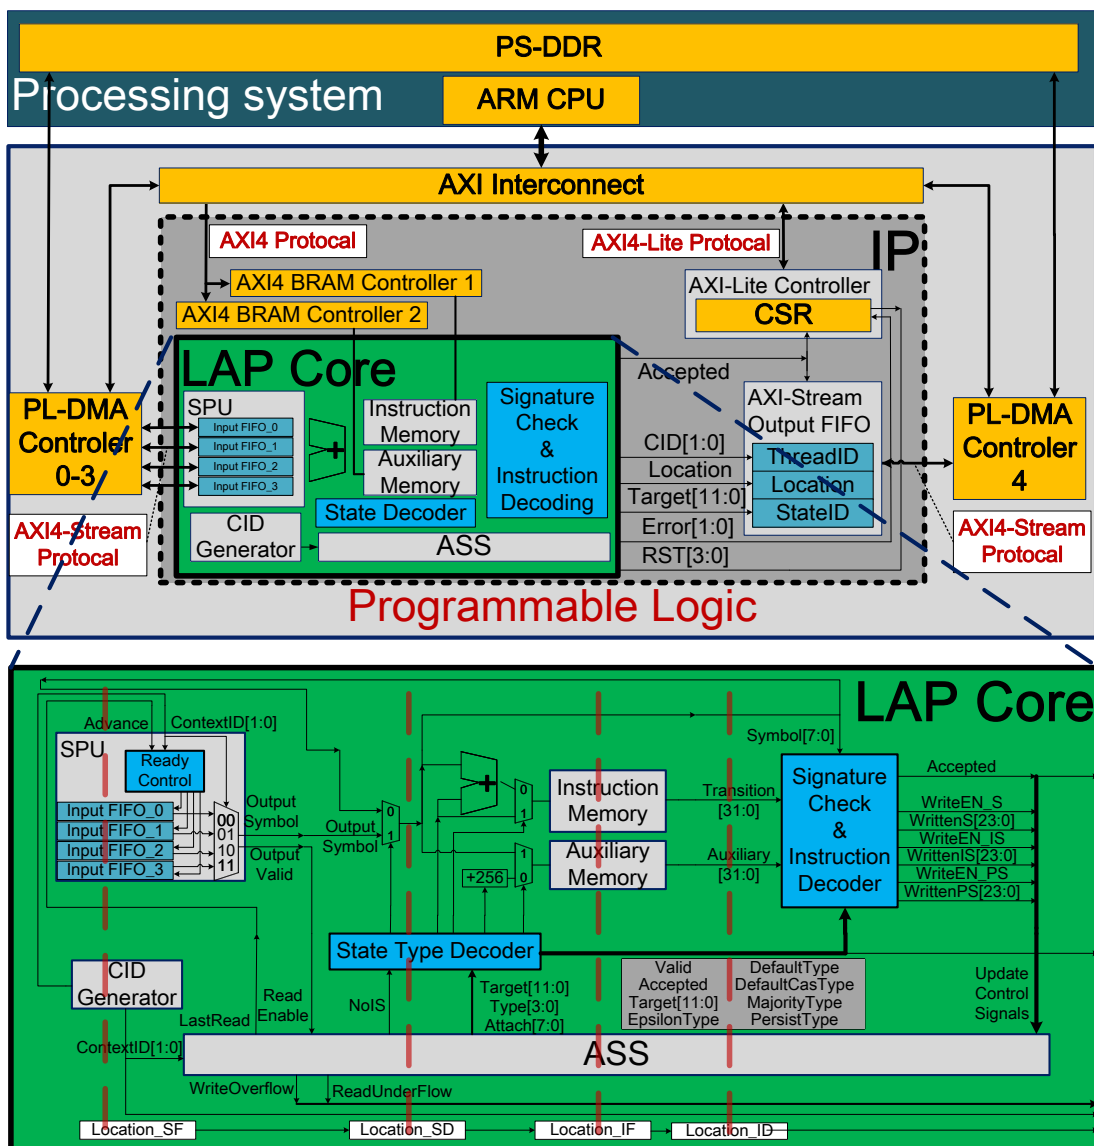 PS-DDR
Processing system
ARM CPU
AXI Interconnect
AXI4 Protocal
AXI4-Lite Protocal
IP
AXI4 BRAM Controller 1
AXI4 BRAM Controller 2
AXI-Lite Controller
CSR
LAP Core
SPU
Input FIFO_0
Input FIFO_1
Input FIFO_2
Input FIFO_3
+
Instruction
Memory
Auxiliary
Memory
Signature
Check
&
Instruction
Decoding
State Decoder
CID
Generator
ASS
Accepted
CID[1:0]
Location
Target[11:0]
Error[1:0]
RST[3:0]
AXI-Stream
Output FIFO
ThreadID
Location
StateID
PL-DMA
Controler
0-3
PL-DMA
Controler
4
AXI4-Stream
Protocal
AXI4-Stream
Protocal
Programmable Logic
LAP Core
Advance
ContextID[1:0]
SPU
Ready
Control
Input FIFO_0
Input FIFO_1
Input FIFO_2
Input FIFO_3
00
01
10
11
Output
Symbol
Output
Valid
Output
Symbol
0
1
+
0
1
1
0
+256
Instruction
Memory
Auxiliary
Memory
Symbol[7:0]
Transition
[31:0]
Auxiliary
[31:0]
Signature
Check
&
Instruction
Decoder
Accepted
WriteEN_S
WrittenS[23:0]
WriteEN_IS
WrittenIS[23:0]
WriteEN_PS
WrittenPS[23:0]
State Type Decoder
CID
Generator
LastRead
Read
Enable
NoIS
Target[11:0]
Type[3:0]
Attach[7:0]
Valid
Accepted
Target[11:0]
EpsilonType
DefaultType
DefaultCasType
MajorityType
PersistType
Update
Control
Signals
ContextID[1:0]
ASS
WriteOverflow
ReadUnderFlow
Location_SF
Location_SD
Location_IF
Location_ID